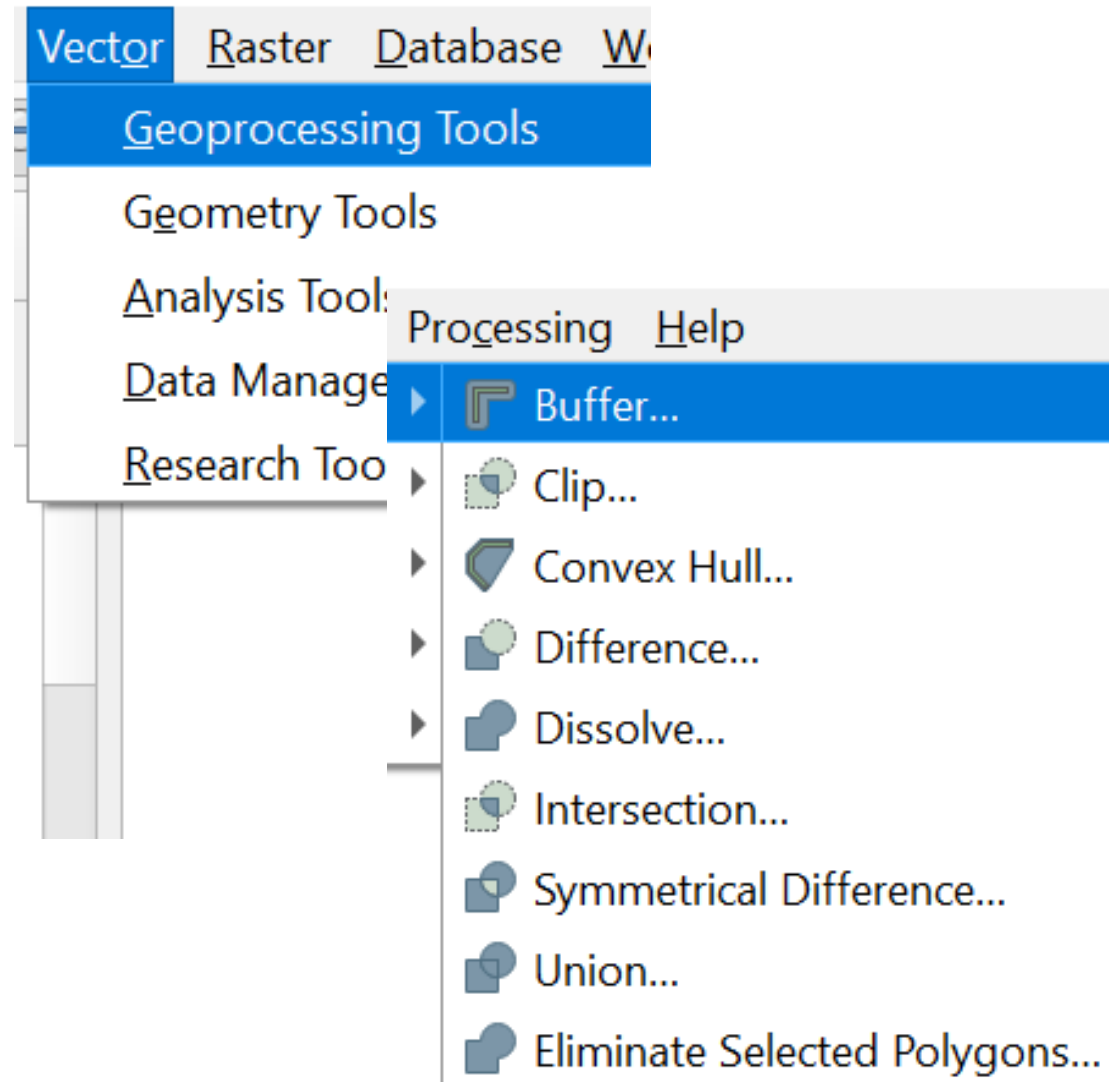 Vector Raster Database W
Geoprocessing Tools
Geometry Tools
Analysis Tools
Data Manage
Research Too
Processing Help
Buffer...
Clip...
Convex Hull...
Difference...
Dissolve...
Intersection...
Symmetrical Difference...
Union...
Eliminate Selected Polygons...